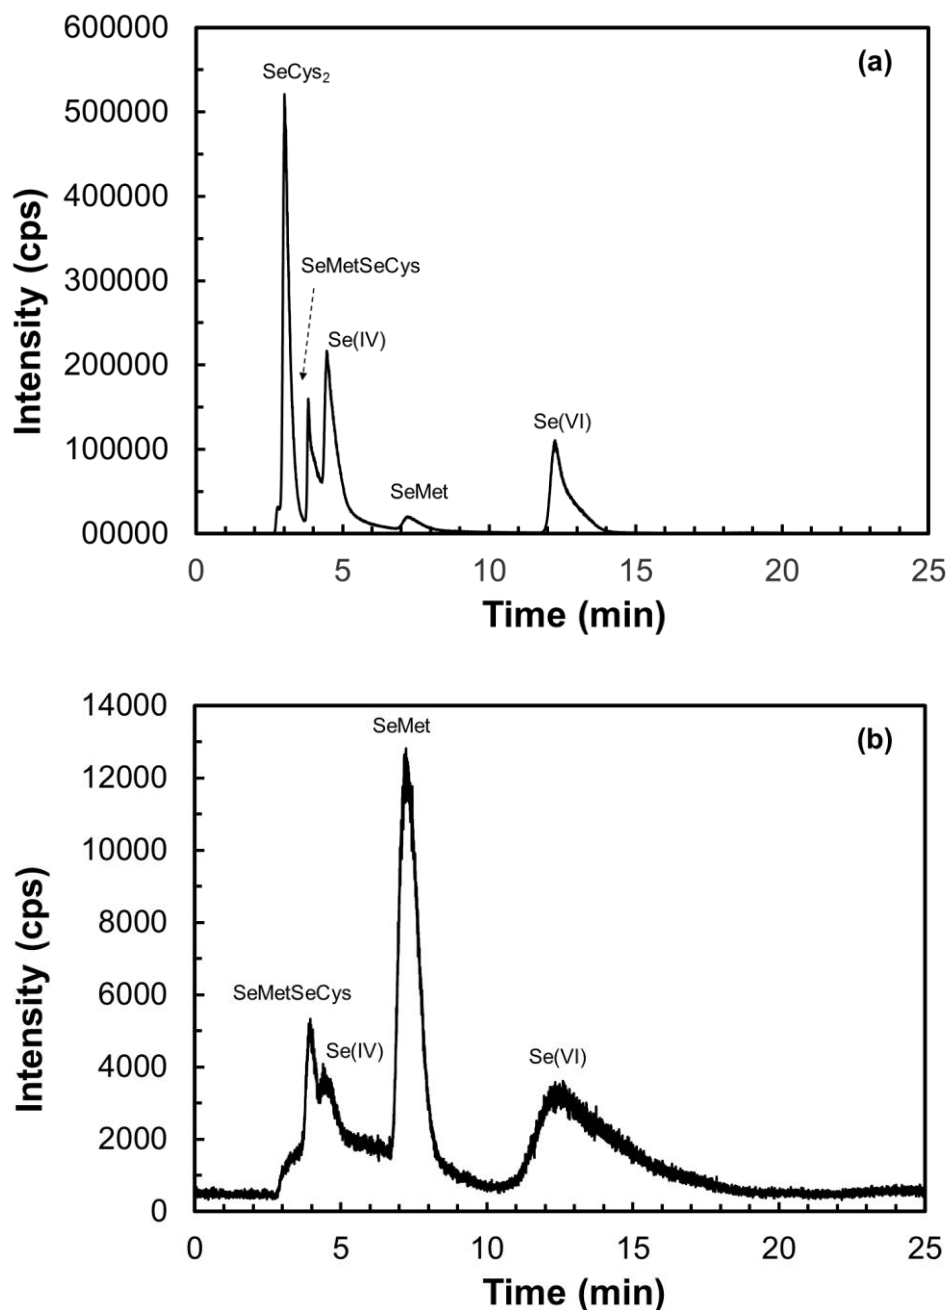 600000
(a)
SeCys₂
500000
400000
Intensity (cps)
SeMetSeCys
300000
Se(IV)
200000
Se(VI)
100000
SeMet
00000
0 5 10 15 20 25
Time (min)
14000
SeMet
(b)
12000
10000
Intensity (cps)
8000
SeMetSeCys
6000
Se(IV)
Se(VI)
4000
2000
0
0 5 10 15 20 25
Time (min)